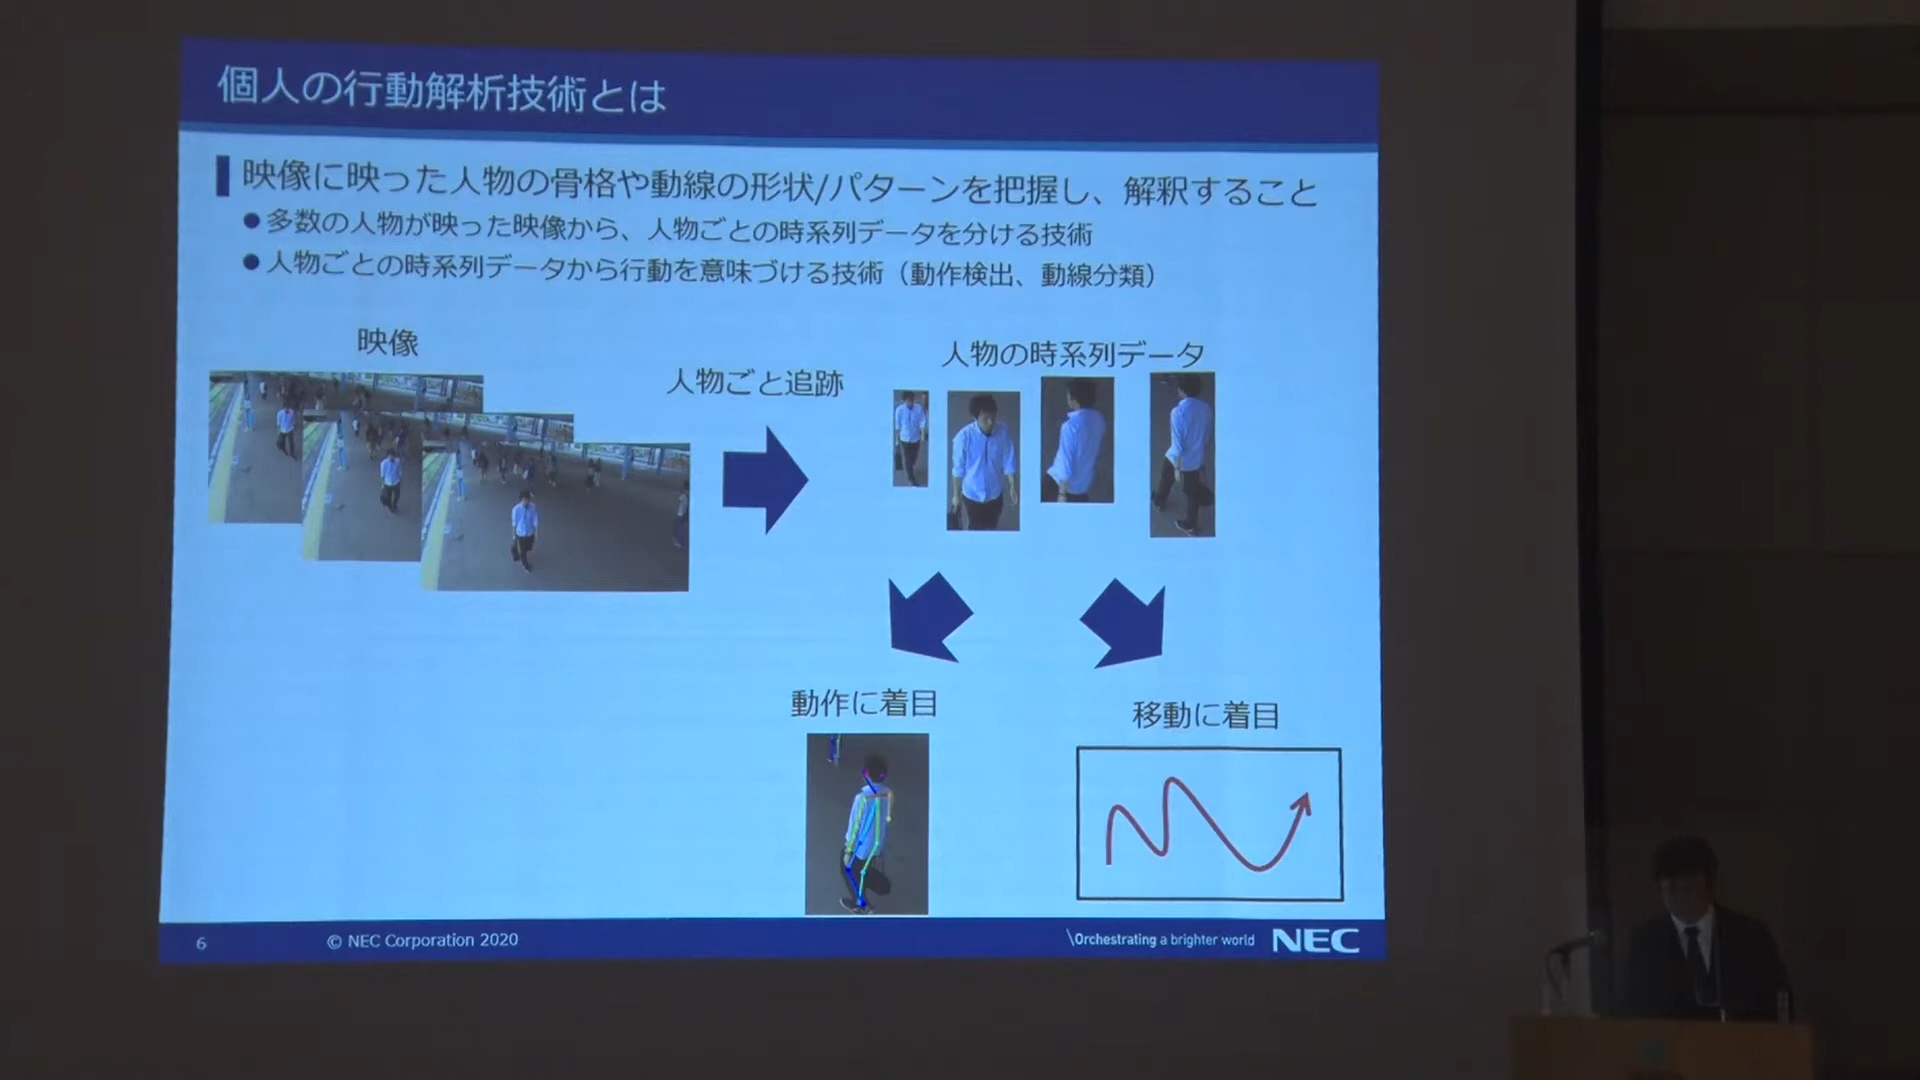 個人の行動解析技術とは
映像に映った人物の骨格や動線の形状/パターンを把握し、解釈すること
●多数の人物が映った映像から、人物ごとの時系列データを分ける技術
●人物ごとの時系列データから行動を意味づける技術（動作検出、動線分類）
映像
人物ごと追跡
人物の時系列データ
動作に着目
移動に着目
6
© NEC Corporation 2020
\Orchestrating a brighter world
NEC